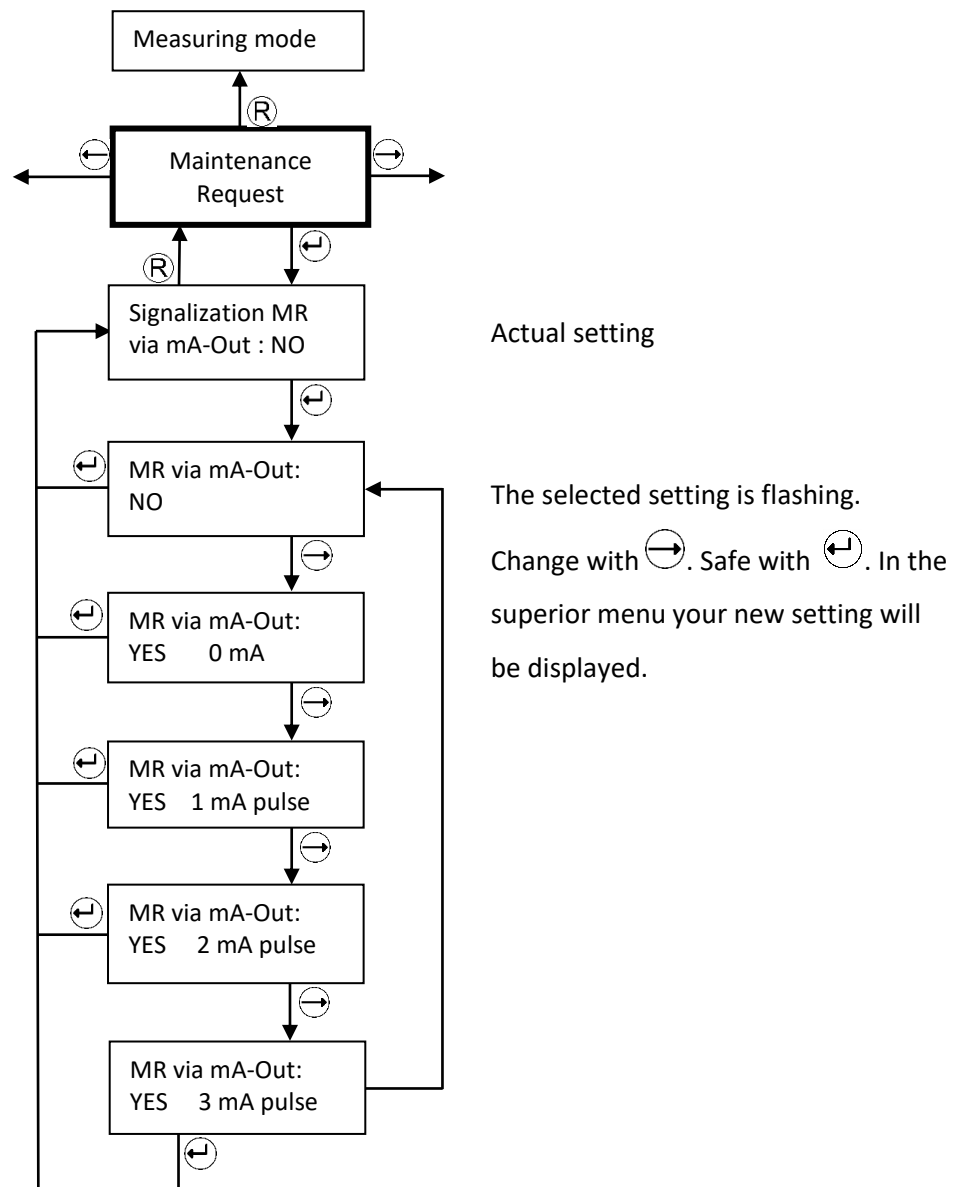 Measuring mode
R
Maintenance
Request
R
Signalization MR
via mA-Out : NO
Actual setting
MR via mA-Out:
NO
The selected setting is flashing.
Change with →. Safe with ↵. In the
superior menu your new setting will
be displayed.
MR via mA-Out:
YES 0 mA
MR via mA-Out:
YES 1 mA pulse
MR via mA-Out:
YES 2 mA pulse
MR via mA-Out:
YES 3 mA pulse